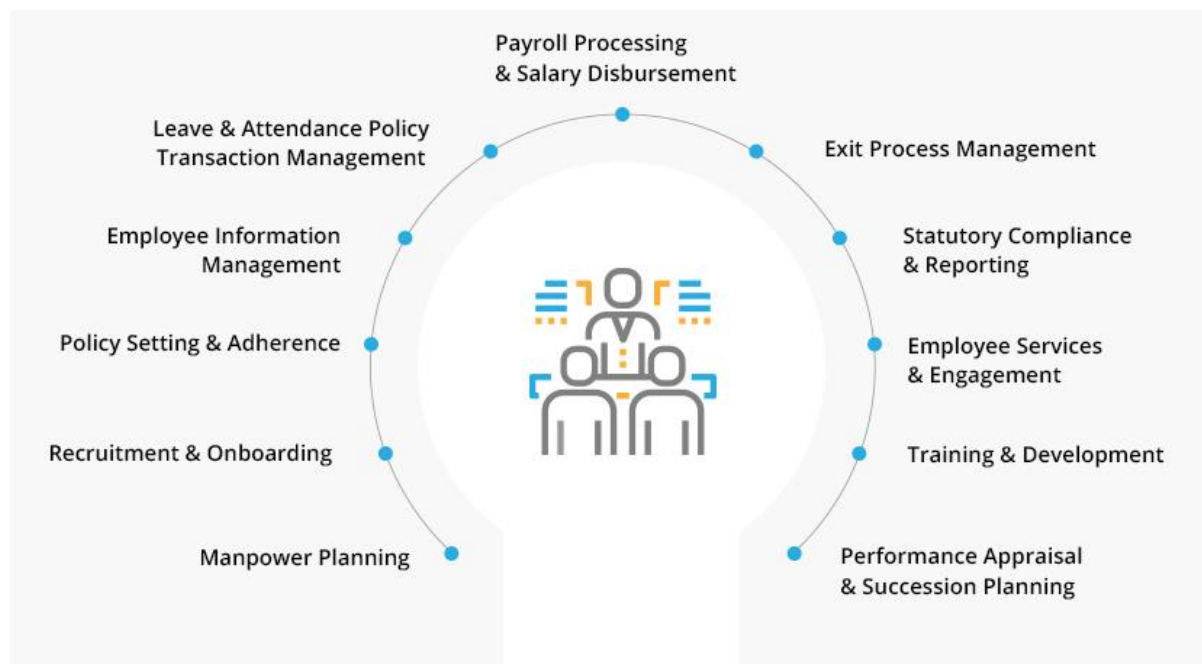 Payroll Processing
& Salary Disbursement
Leave & Attendance Policy
Transaction Management
Exit Process Management
Employee Information
Management
Statutory Compliance
& Reporting
Policy Setting & Adherence
Employee Services
& Engagement
Recruitment & Onboarding
Training & Development
Manpower Planning
Performance Appraisal
& Succession Planning